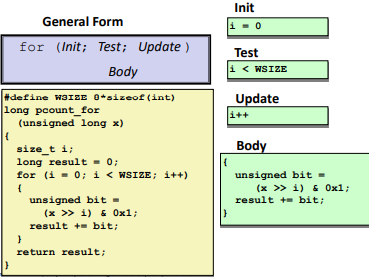 General Form
for (Init; Test; Update )
Body
#define WSIZE 8*sizeof(int)
long pcount_for
(unsigned long x)
{
size_t i;
long result = 0;
for (i = 0; i < WSIZE; i++)
{
unsigned bit =
(x >> i) & 0x1;
result += bit;
}
return result;
}
Init
i = 0
Test
i < WSIZE
Update
i++
Body
{
unsigned bit =
(x >> i) & 0x1;
result += bit;
}